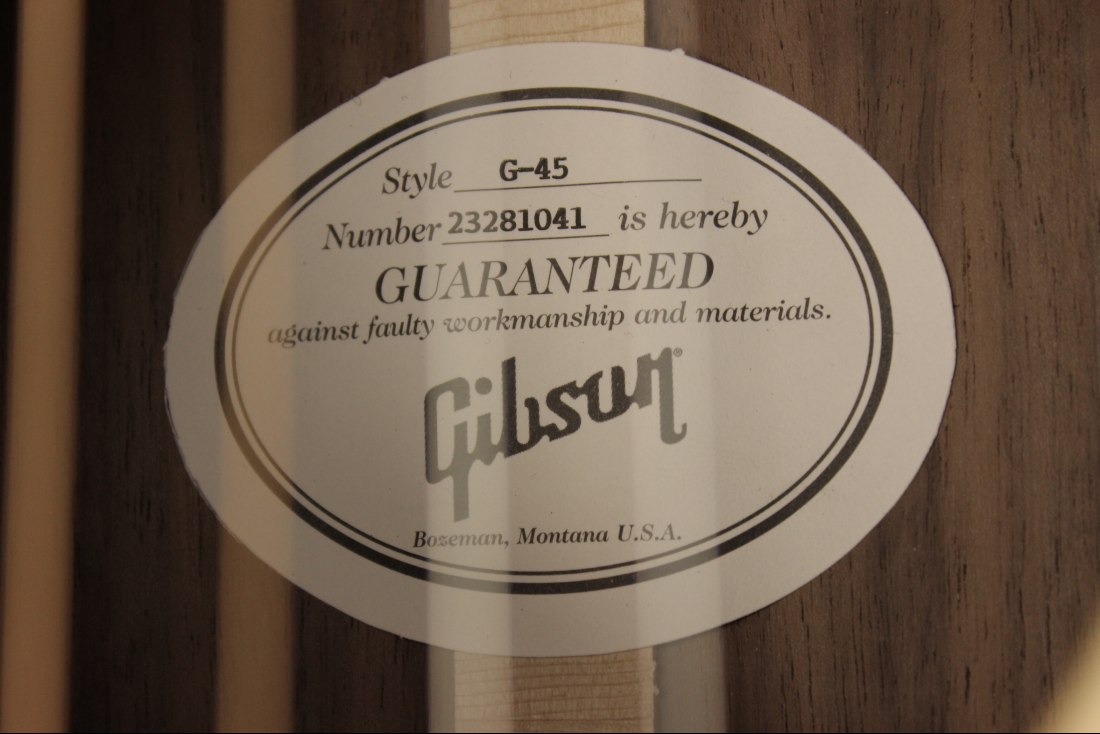 Style G-45
Number 23281041 is hereby
GUARANTEED
against faulty workmanship and materials.
Gibson®
Bozeman, Montana U.S.A.